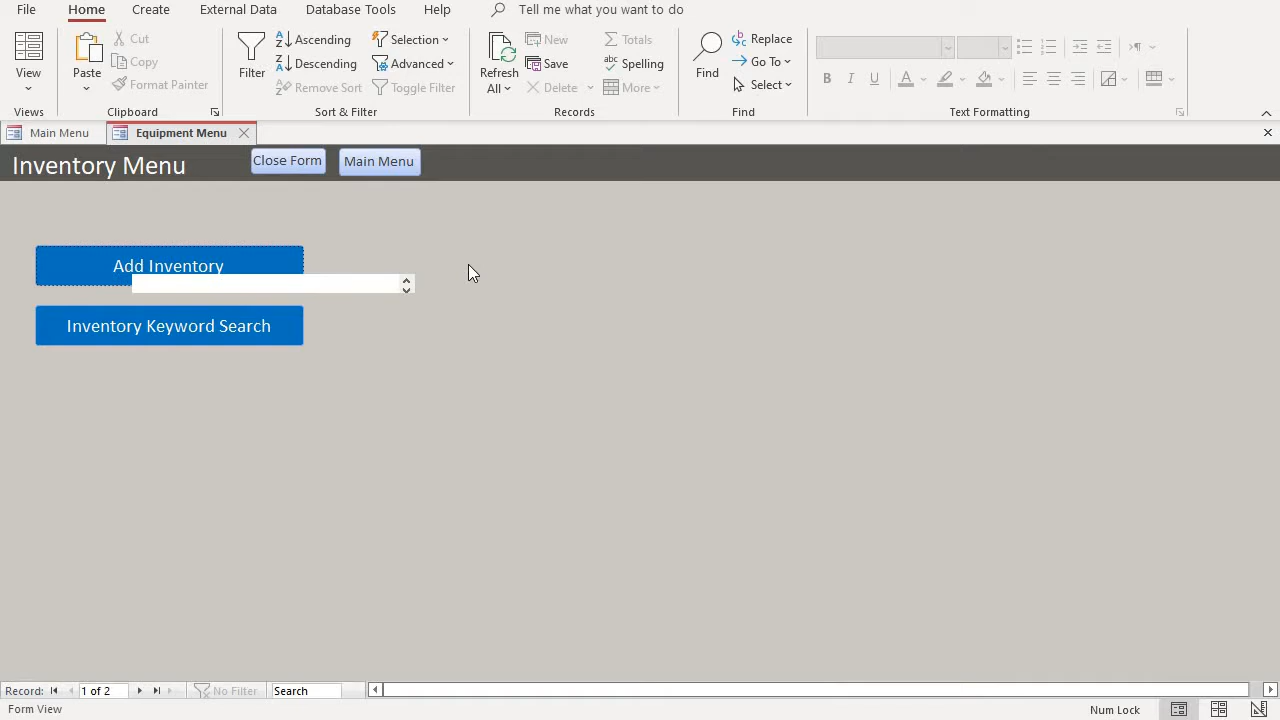 File Home Create External Data Database Tools Help Tell me what you want to do
View
Views
Paste
Cut
Copy
Format Painter
Clipboard
Filter
Ascending
Descending
Remove Sort
Selection
Advanced
Toggle Filter
Sort & Filter
Refresh
All
New
Save
Delete
Totals
Spelling
More
Records
Find
Replace
Go To
Select
Find
Text Formatting
Main Menu Equipment Menu
Inventory Menu Close Form Main Menu
Add Inventory
Inventory Keyword Search
Record: 1 of 2 No Filter Search
Form View Num Lock